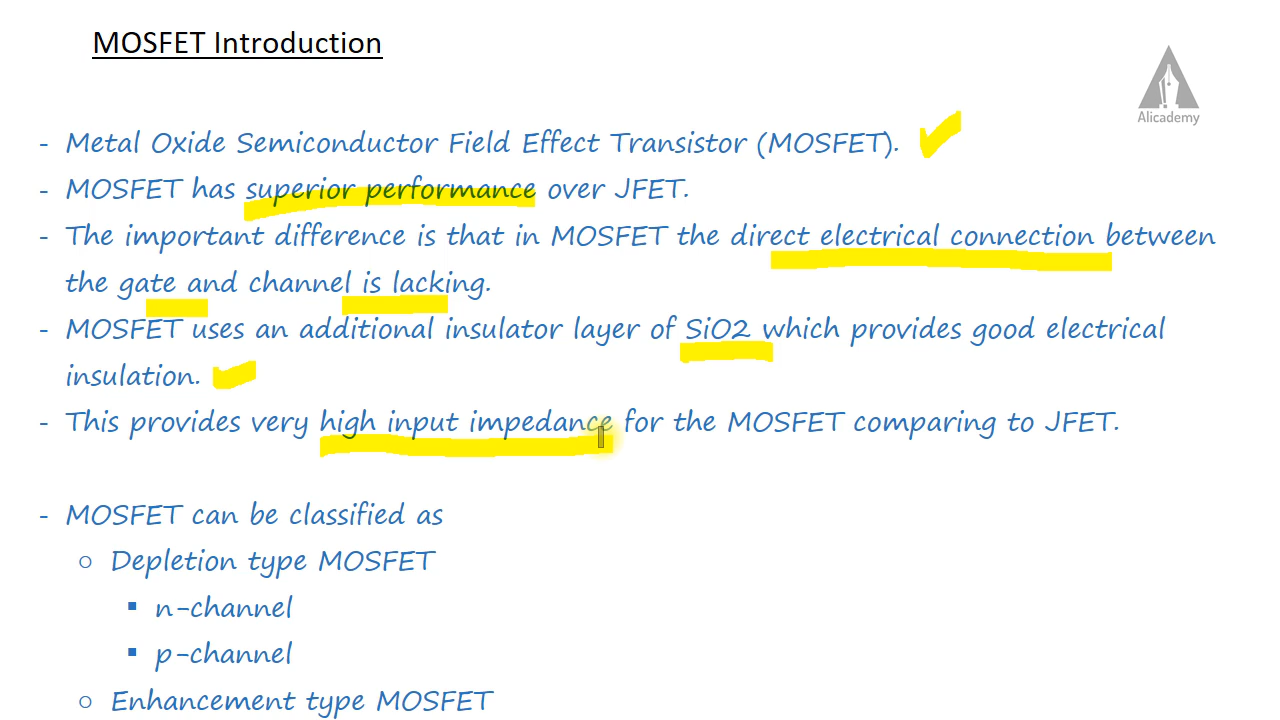 MOSFET Introduction
Alicademy
- Metal Oxide Semiconductor Field Effect Transistor (MOSFET).
- MOSFET has superior performance over JFET.
- The important difference is that in MOSFET the direct electrical connection between
the gate and channel is lacking.
- MOSFET uses an additional insulator layer of SiO2 which provides good electrical
insulation.
- This provides very high input impedance for the MOSFET comparing to JFET.
- MOSFET can be classified as
○ Depletion type MOSFET
▪ n-channel
▪ p-channel
○ Enhancement type MOSFET